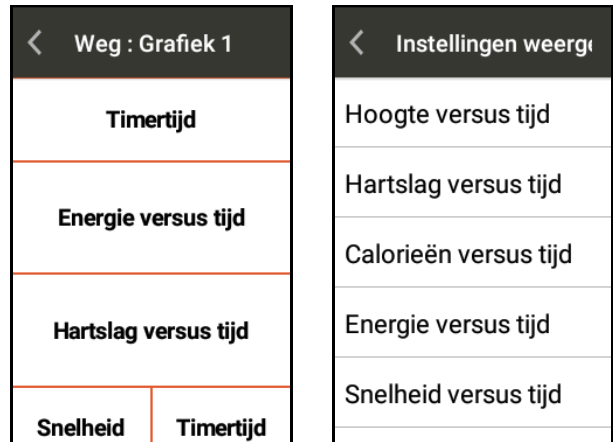 Weg : Grafiek 1
Timertijd
Energie versus tijd
Hartslag versus tijd
Snelheid Timertijd
Instellingen weerge
Hoogte versus tijd
Hartslag versus tijd
Calorieën versus tijd
Energie versus tijd
Snelheid versus tijd